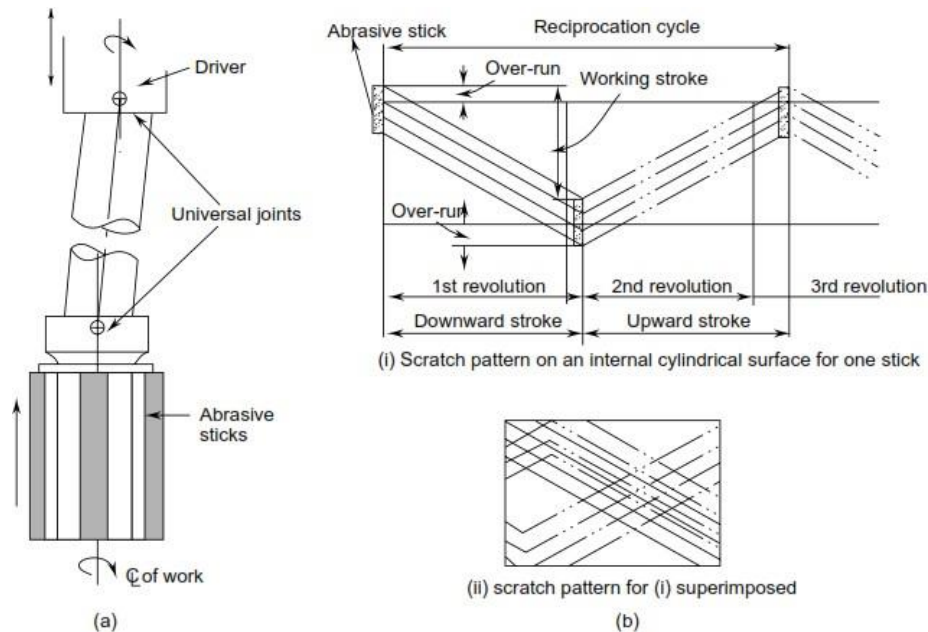 Driver
Universal joints
Abrasive
sticks
℄ of work
(a)
Abrasive stick
Reciprocation cycle
Over-run
Working stroke
Over-run
1st revolution
2nd revolution
3rd revolution
Downward stroke
Upward stroke
(i) Scratch pattern on an internal cylindrical surface for one stick
(ii) scratch pattern for (i) superimposed
(b)